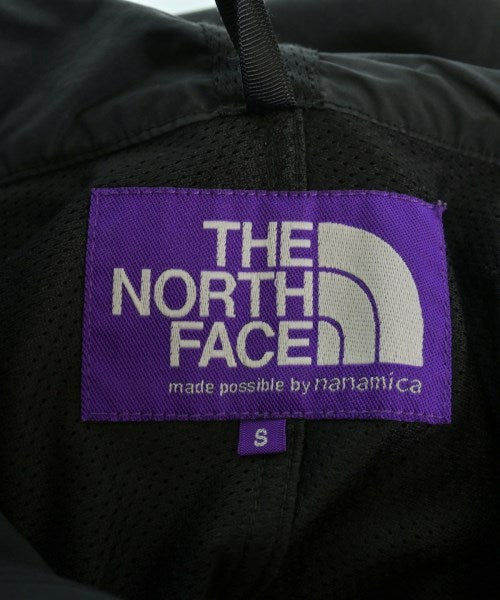 THE
NORTH
FACE
made possible by nanamica
S